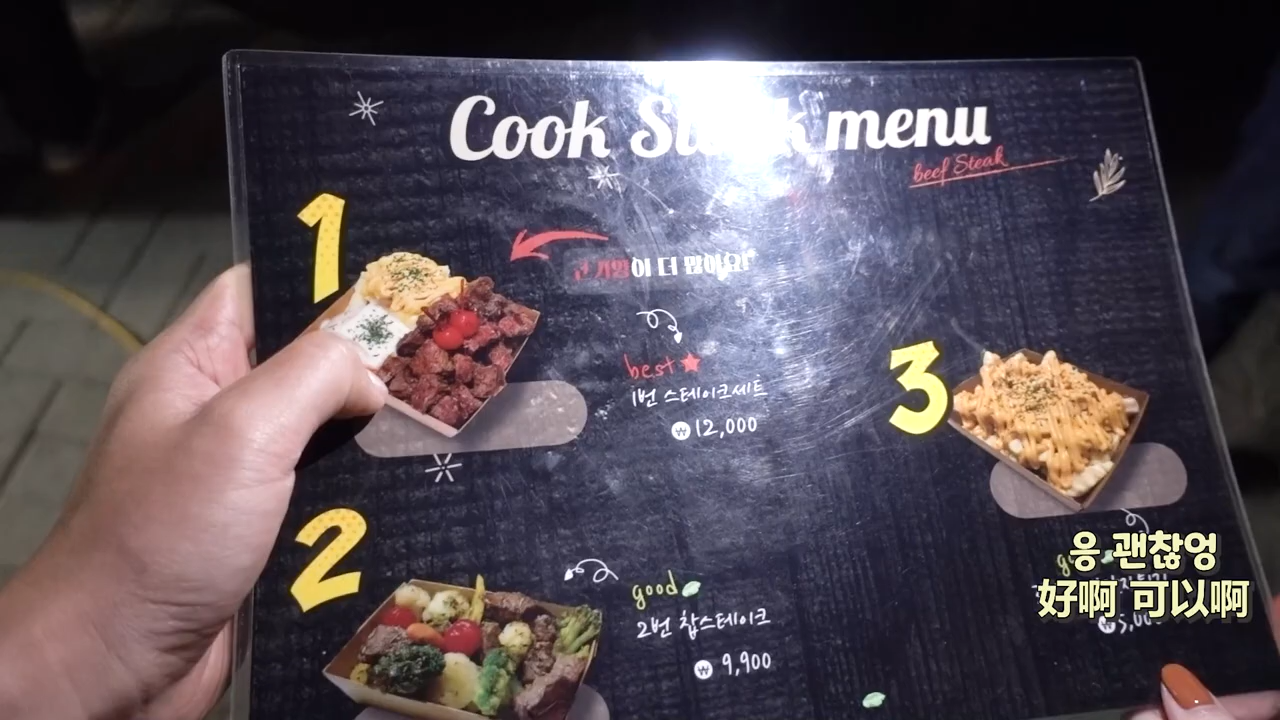 Cook Steak menu
beef Steak
1
이 더 많아요!
best
1번 스테이크세트
₩12,000
2
good
2번 찹스테이크
₩9,900
3
응 괜찮엉
好啊 可以啊